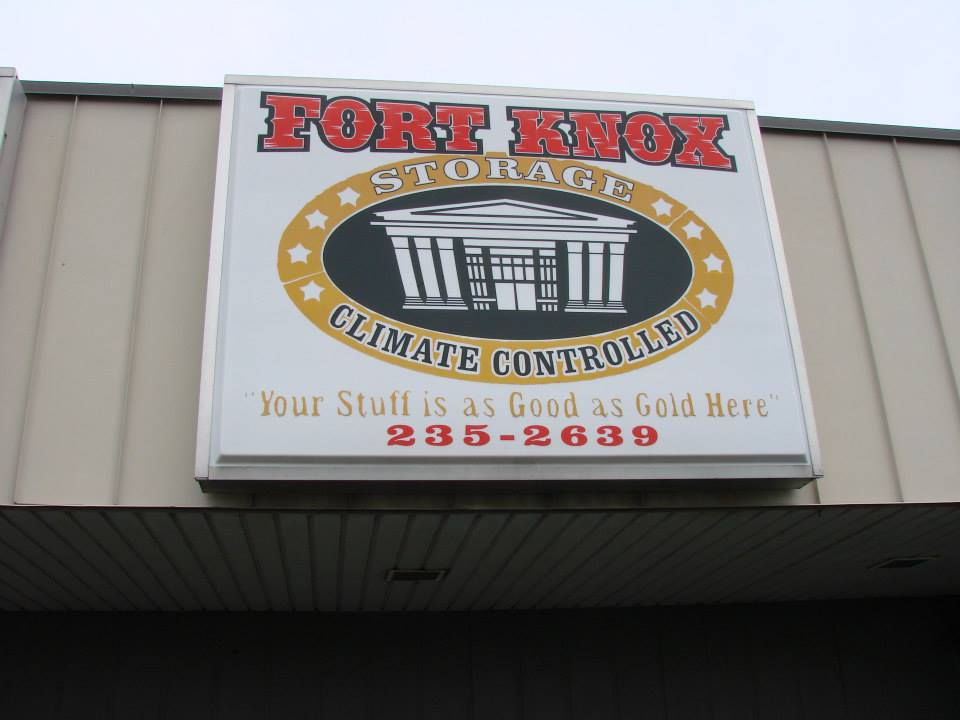 FORT KNOX
STORAGE
CLIMATE CONTROLLED
"Your Stuff is as Good as Gold Here"
235-2639